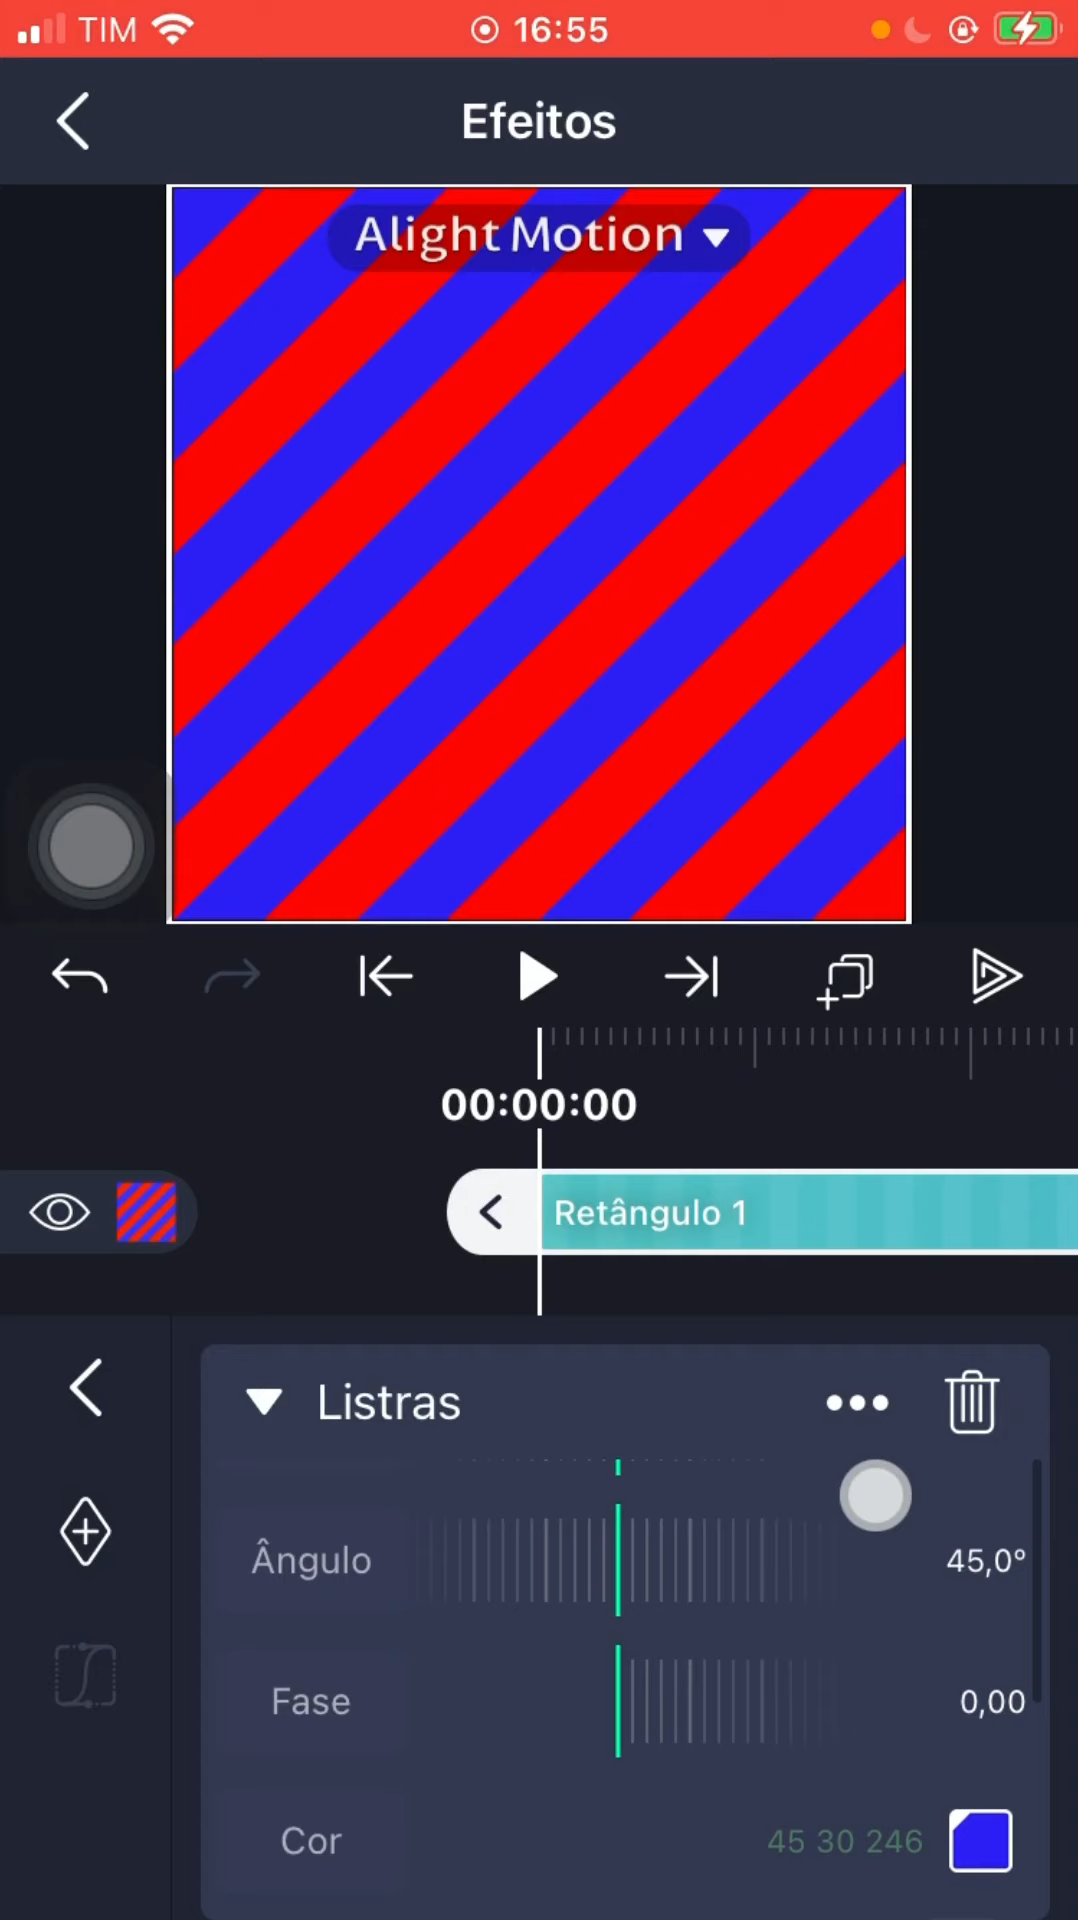 TIM 16:55
Efeitos
Alight Motion
00:00:00
Retângulo 1
Listras
Ângulo 45,0°
Fase 0,00
Cor 45 30 246